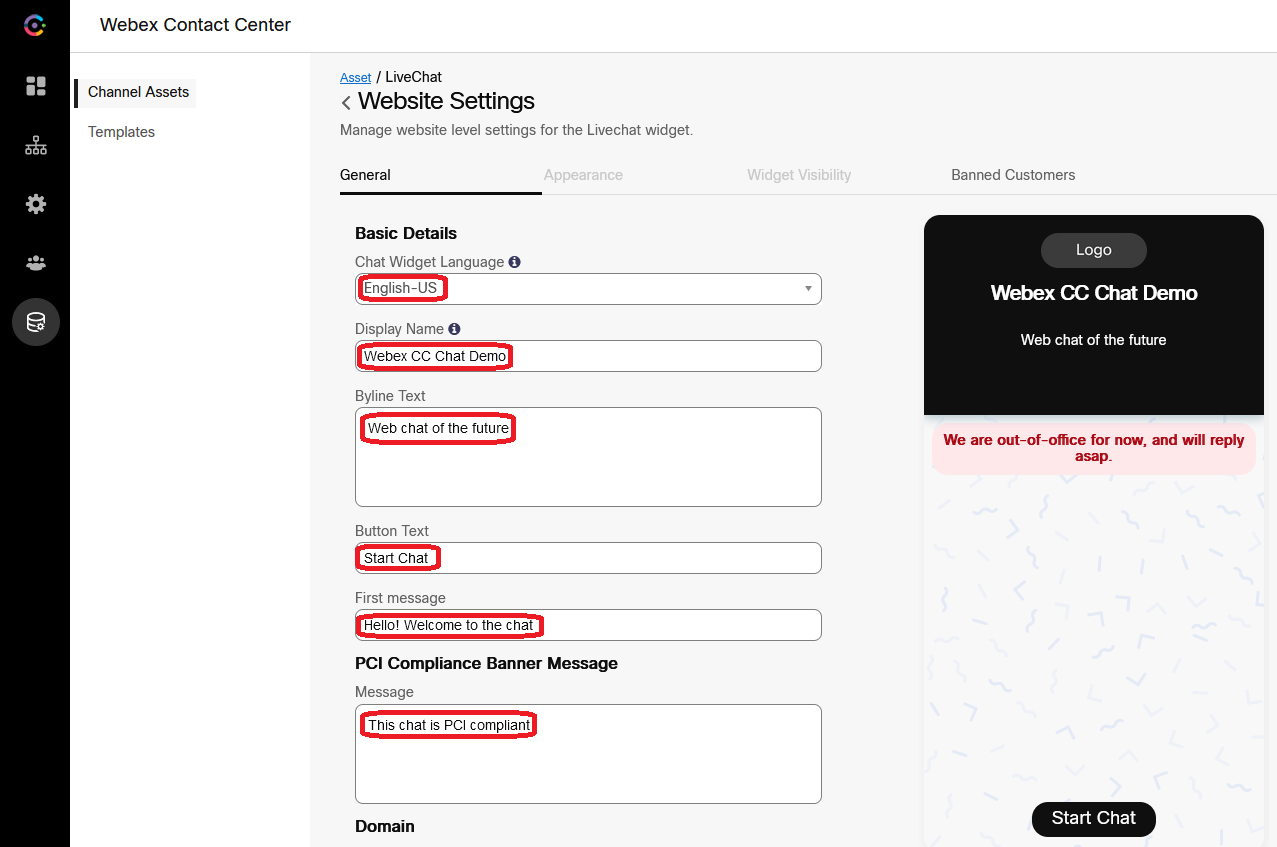 Webex Contact Center
Channel Assets
Templates
Asset / LiveChat
Website Settings
Manage website level settings for the Livechat widget.
General
Appearance
Widget Visibility
Banned Customers
Basic Details
Chat Widget Language
English-US
Display Name
Webex CC Chat Demo
Byline Text
Web chat of the future
Button Text
Start Chat
First message
Hello! Welcome to the chat
PCI Compliance Banner Message
Message
This chat is PCI compliant
Domain
Logo
Webex CC Chat Demo
Web chat of the future
We are out-of-office for now, and will reply
asap.
Start Chat